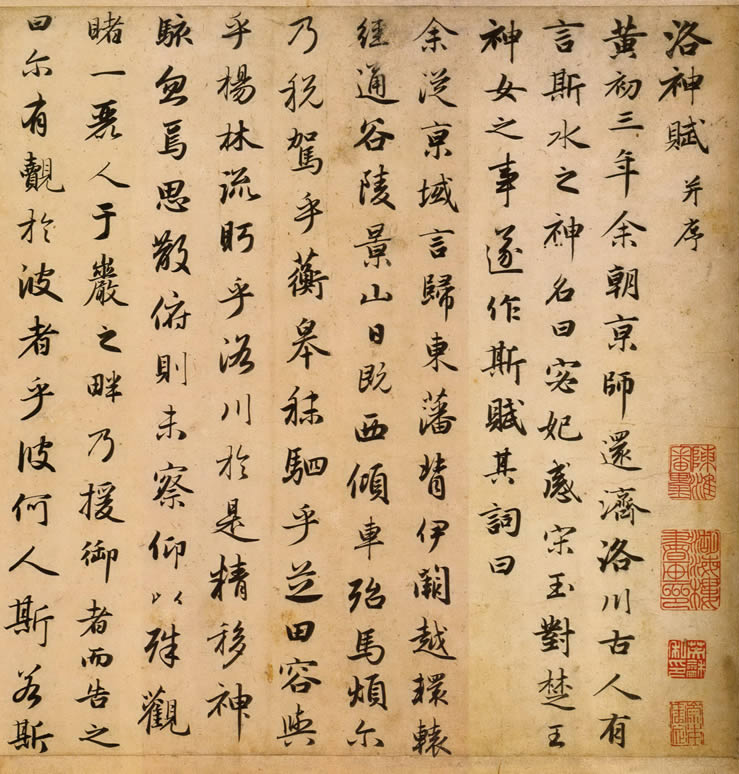 洛神賦 并序
黃初三年余朝京師還濟洛川古人有
言斯水之神名曰宓妃感宋玉對楚王
神女之事遂作斯賦其詞曰
余從京域言歸東藩背伊闕越轘轅
經通谷陵景山日既西傾車殆馬煩尒
乃稅駕乎蘅皋秣駟乎芝田容與
乎楊林流眄乎洛川於是精移神
駭忽焉思散俯則未察仰以殊觀
睹一麗人于巖之畔乃援御者而告之
曰尒有覿於彼者乎彼何人斯若斯